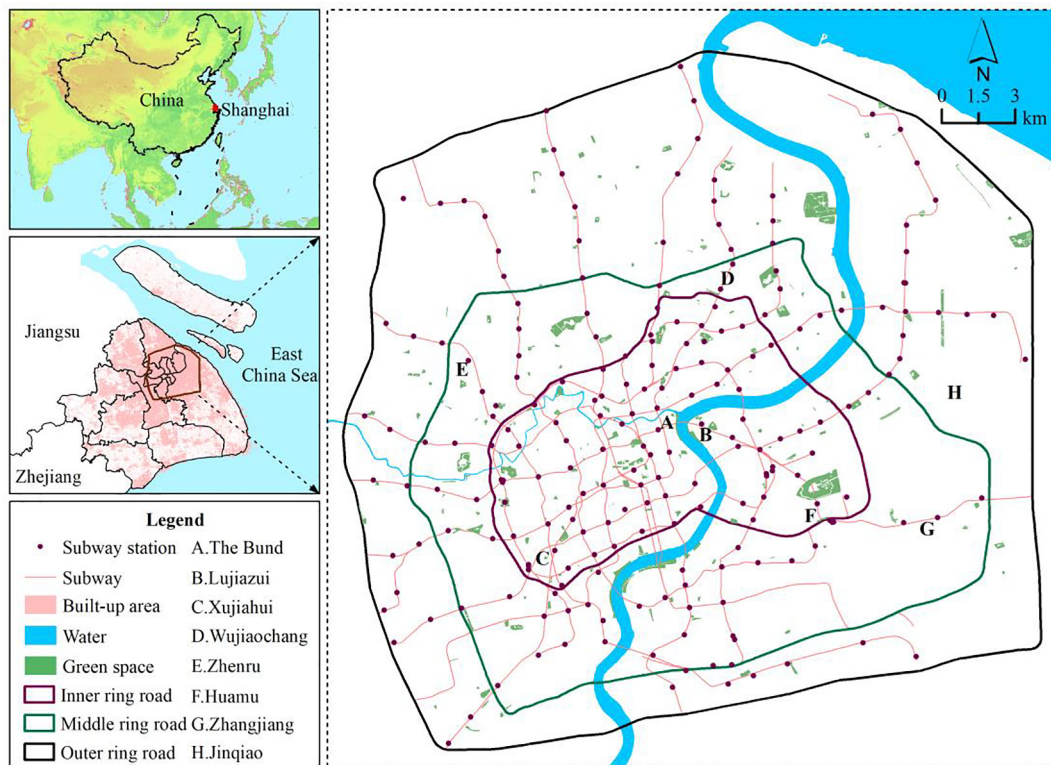 China
Shanghai
Jiangsu
East
China Sea
Zhejiang
Legend
Subway station A.The Bund
Subway B.Lujiazui
Built-up area C.Xujiahui
Water D.Wujiaochang
Green space E.Zhenru
Inner ring road F.Huamu
Middle ring road G.Zhangjiang
Outer ring road H.Jinqiao
N
0 1.5 3
km
D
E
H
A
B
F
G
C